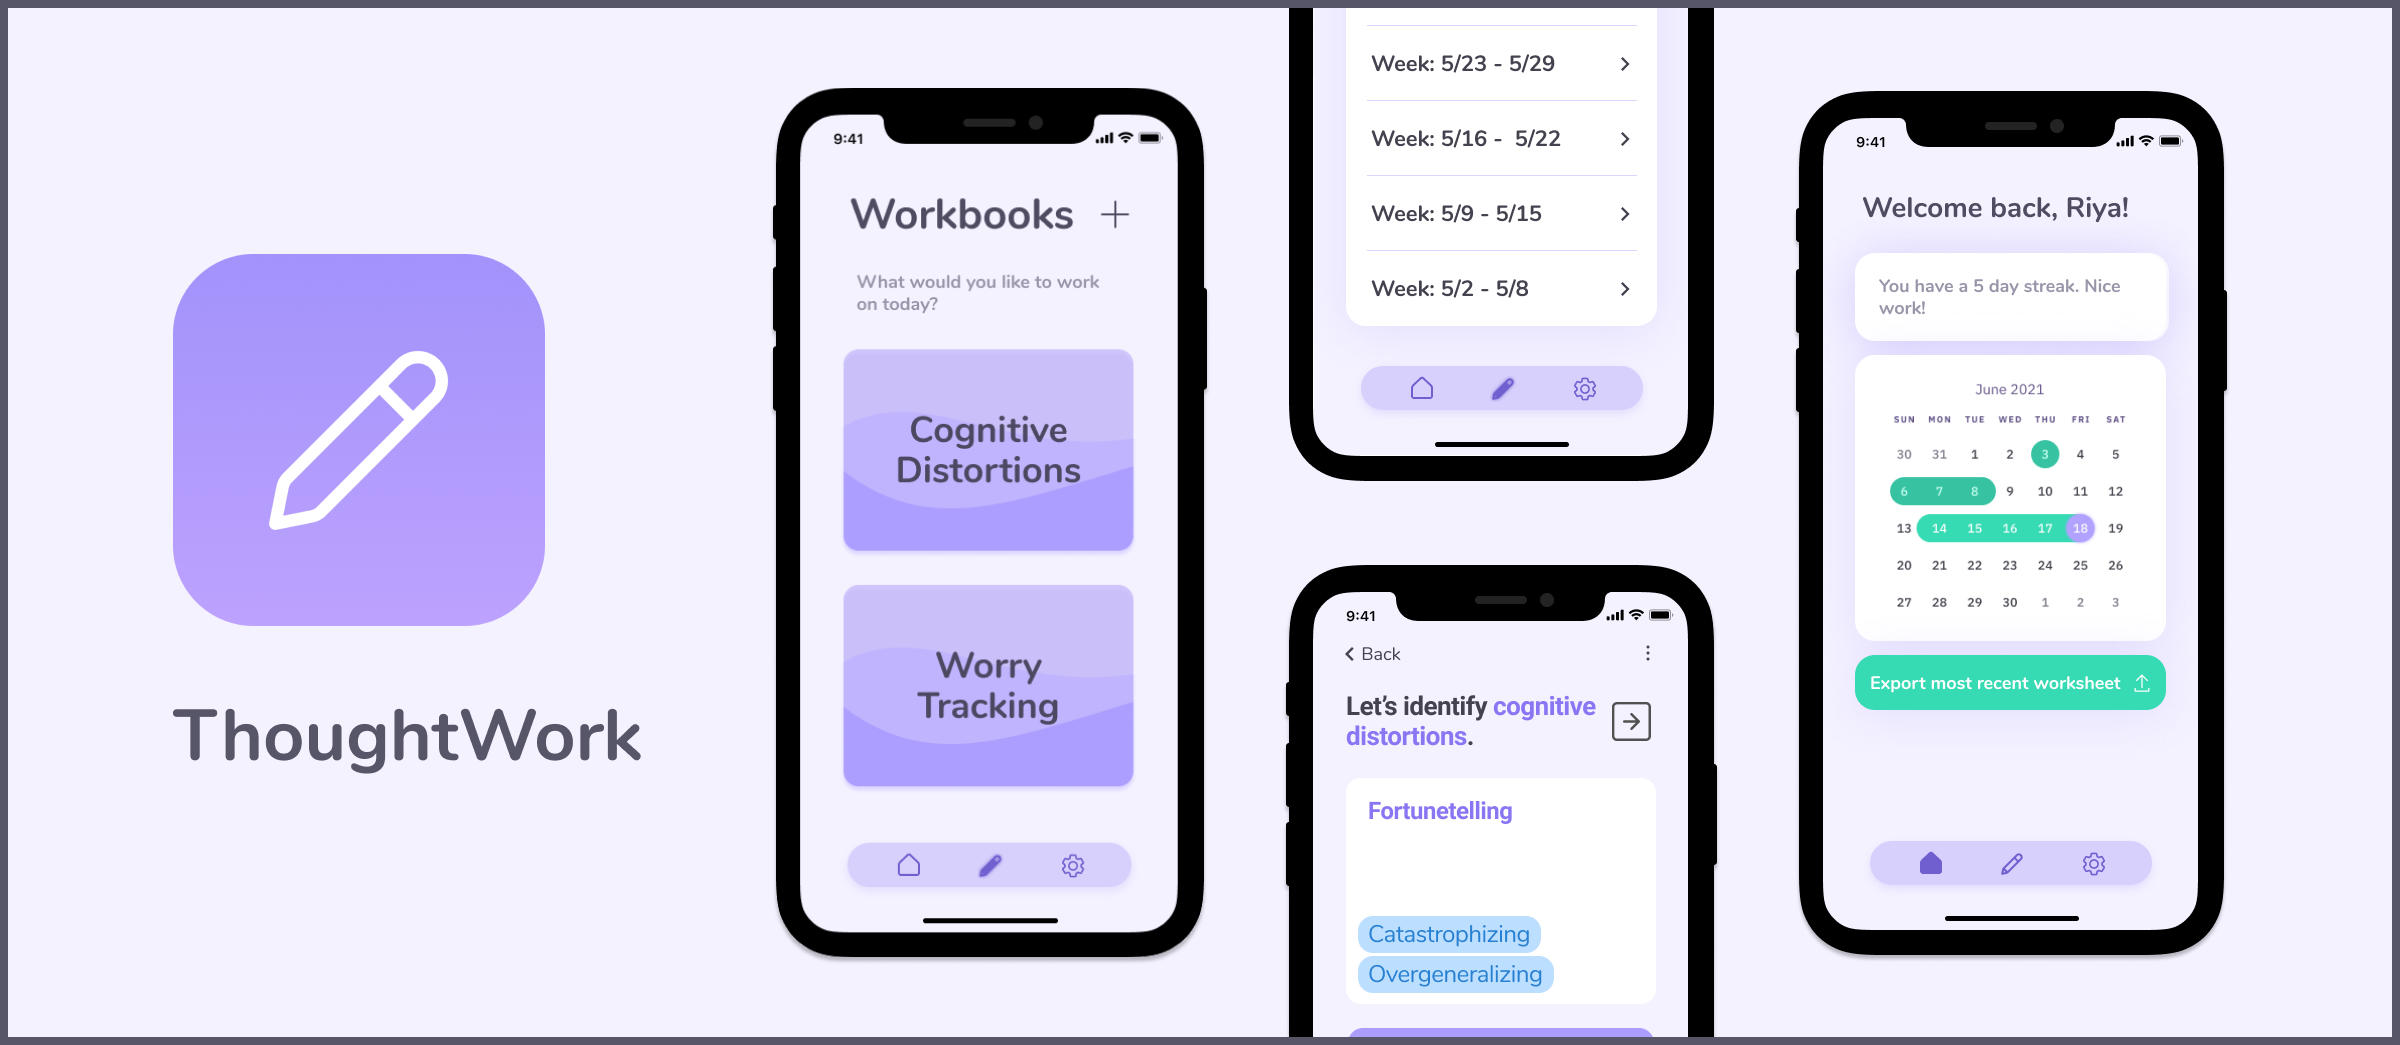 ThoughtWork
9:41
Workbooks
What would you like to work
on today?
Cognitive
Distortions
Worry
Tracking
Week: 5/23 - 5/29
Week: 5/16 -  5/22
Week: 5/9 - 5/15
Week: 5/2 - 5/8
9:41
Back
Let’s identify cognitive
distortions.
Fortunetelling
Catastrophizing
Overgeneralizing
9:41
Welcome back, Riya!
You have a 5 day streak. Nice
work!
June 2021
SUN MON TUE WED THU FRI SAT
30 31 1 2 3 4 5
6 7 8 9 10 11 12
13 14 15 16 17 18 19
20 21 22 23 24 25 26
27 28 29 30 1 2 3
Export most recent worksheet